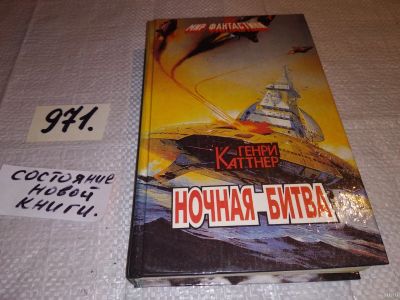 МИР ФАНТАСТИКИ
971.
ГЕНРИ
КАТТНЕР
НОЧНАЯ БИТВА
СОСТОЯНИЕ
НОВОЙ
КНИГИ.